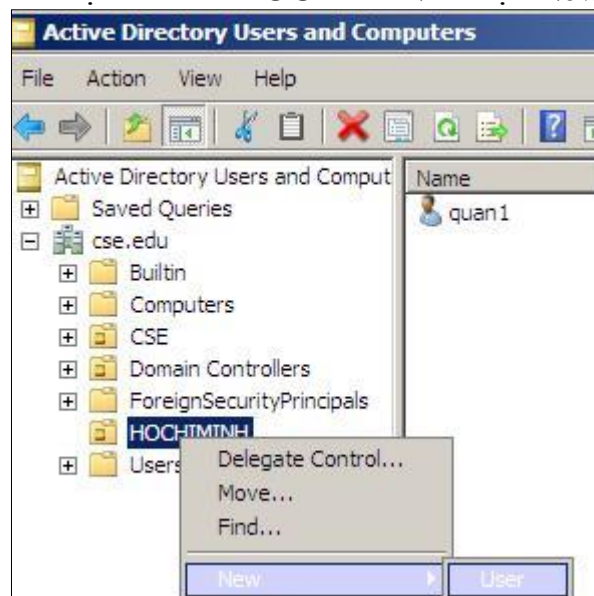 Active Directory Users and Computers
File Action View Help
Active Directory Users and Comput
Name
Saved Queries
quan1
cse.edu
Builtin
Computers
CSE
Domain Controllers
ForeignSecurityPrincipals
HOCHIMINH
Users
Delegate Control...
Move...
Find...
New
User